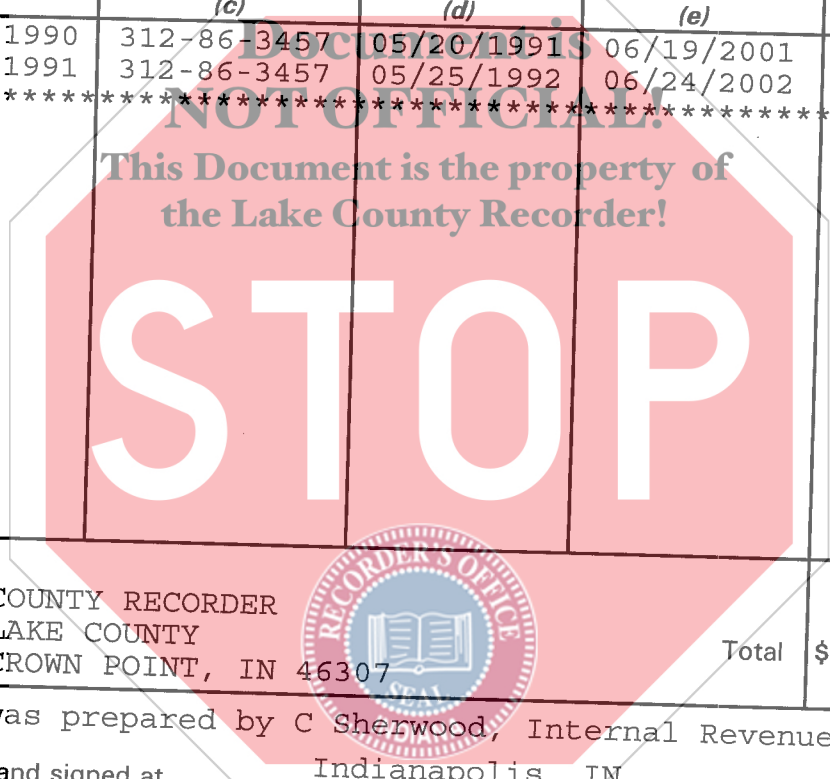 (c) (d) (e)
Document is
1990 312-86-3457 05/20/1991 06/19/2001
1991 312-86-3457 05/25/1992 06/24/2002
****************************************************
NOT OFFICIAL!
This Document is the property of
the Lake County Recorder!
STOP
RECORDER'S OFFICE
SEAL
INDIANA
COUNTY RECORDER
LAKE COUNTY
CROWN POINT, IN 46307
Total $
was prepared by C Sherwood, Internal Revenue
and signed at Indianapolis, IN